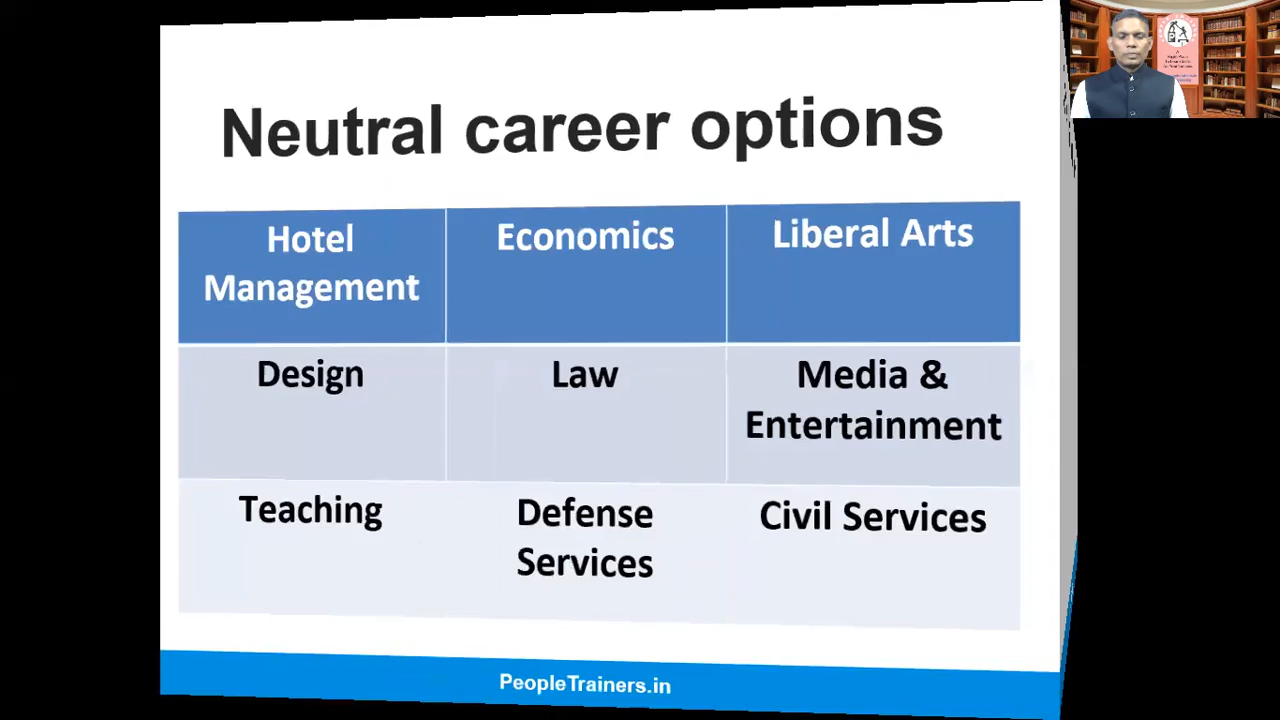 Neutral career options
Hotel
Management
Economics
Liberal Arts
Design
Law
Media &
Entertainment
Teaching
Defense
Services
Civil Services
PeopleTrainers.in